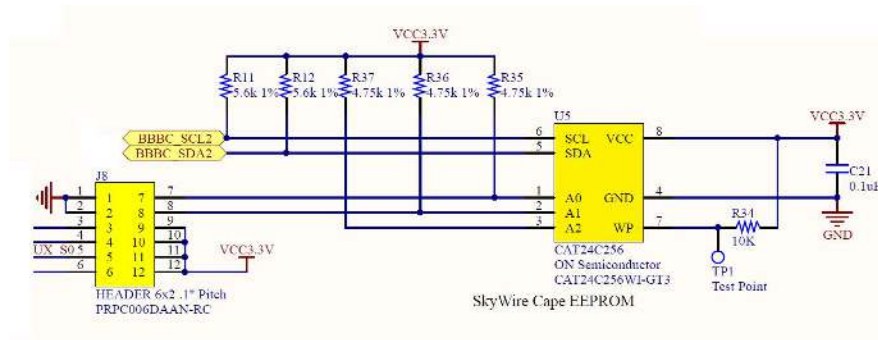 VCC3.3V
R11 R12 R37 R36 R35
5.6k 1% 5.6k 1% 4.75k 1% 4.75k 1% 4.75k 1%
U5
VCC3.3V
BBBC_SCL2 6 SCL VCC 8
BBBC_SDA2 5 SDA
C21
0.1uF
J8
1 1 7 7 1 A0 GND 4
2 2 8 8 2 A1
3 3 9 9 3 A2 WP 7 R34
4 4 10 10 10K GND
UX_S0 5 5 11 11 VCC3.3V
6 6 12 12
CAT24C256
ON Semiconductor
CAT24C256WI-GT3
TP1
Test Point
HEADER 6x2 .1" Pitch
PRPC006DAAN-RC
SkyWire Cape EEPROM